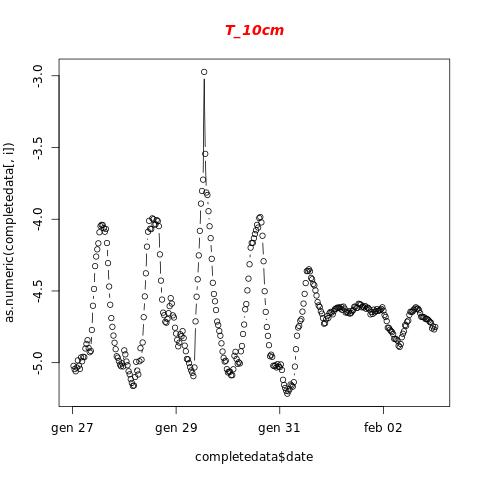 T_10cm
as.numeric(completedata[, i])
-3.0
-3.5
-4.0
-4.5
-5.0
gen 27 gen 29 gen 31 feb 02
completedata$date